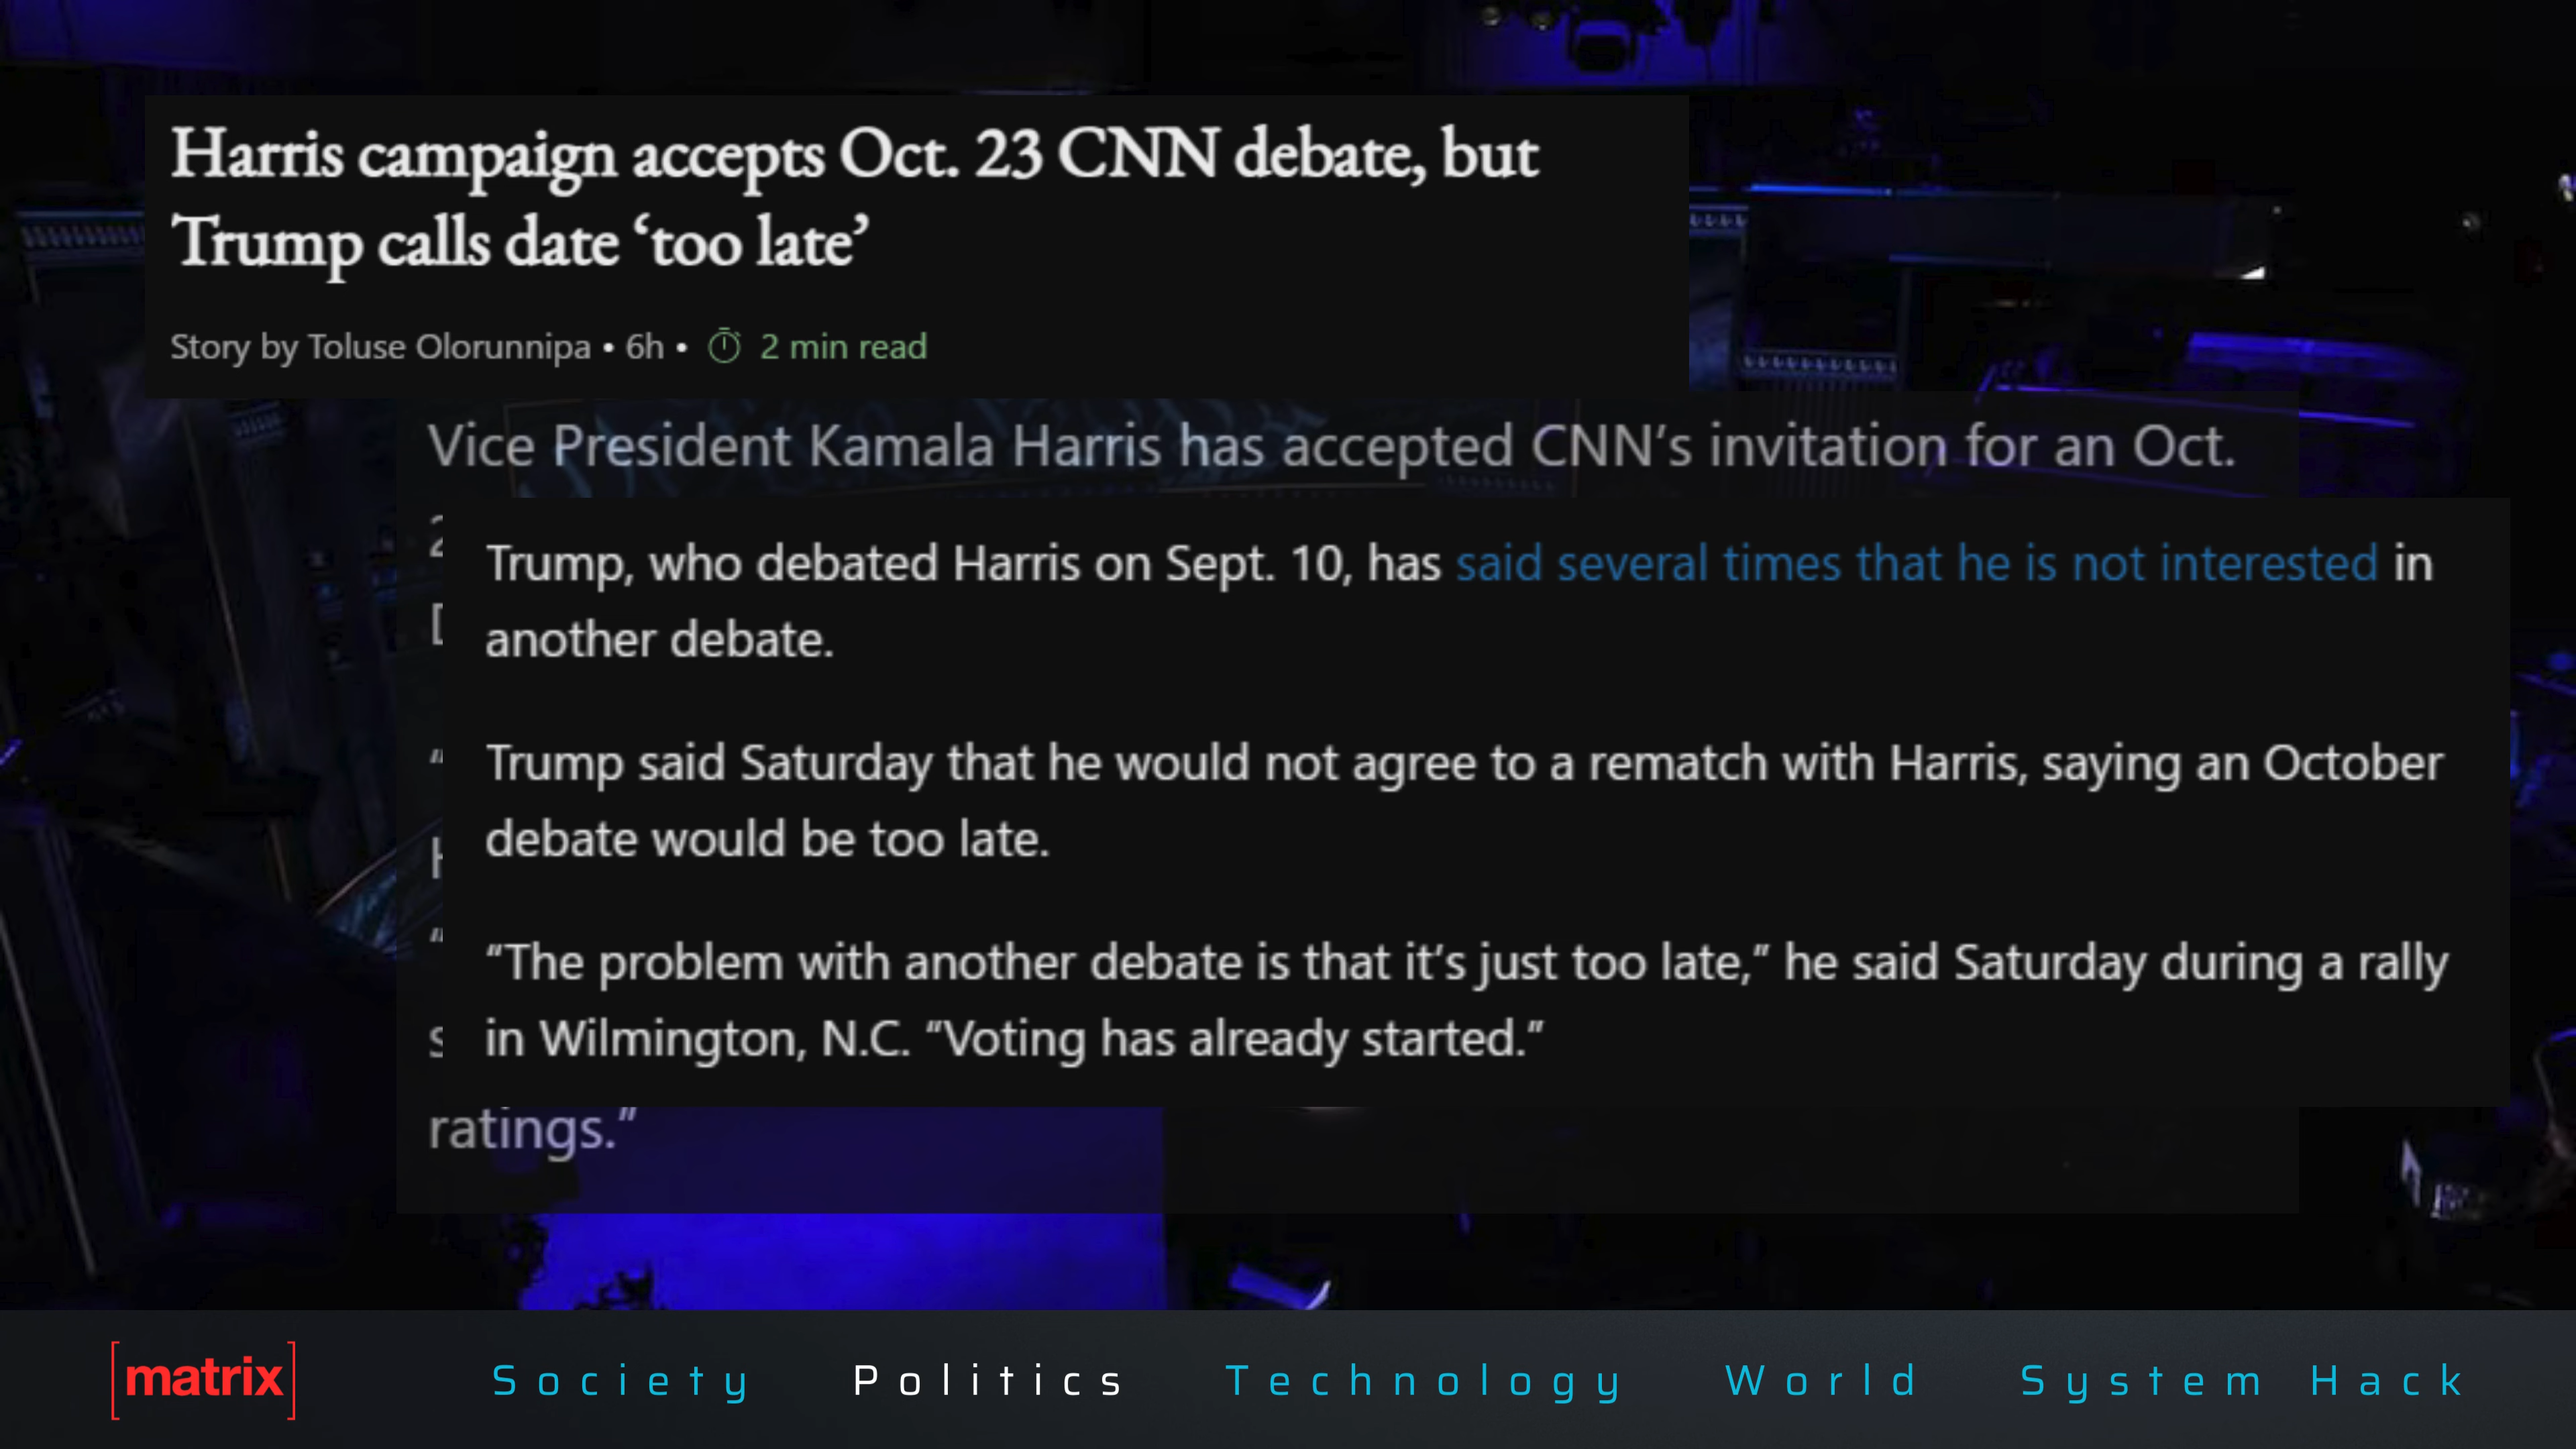 Harris campaign accepts Oct. 23 CNN debate, but
Trump calls date ‘too late’
Story by Toluse Olorunnipa • 6h • 2 min read
Vice President Kamala Harris has accepted CNN’s invitation for an Oct.
Trump, who debated Harris on Sept. 10, has said several times that he is not interested in
another debate.
Trump said Saturday that he would not agree to a rematch with Harris, saying an October
debate would be too late.
“The problem with another debate is that it’s just too late,” he said Saturday during a rally
in Wilmington, N.C. “Voting has already started.”
ratings.”
[matrix] Society Politics Technology World System Hack